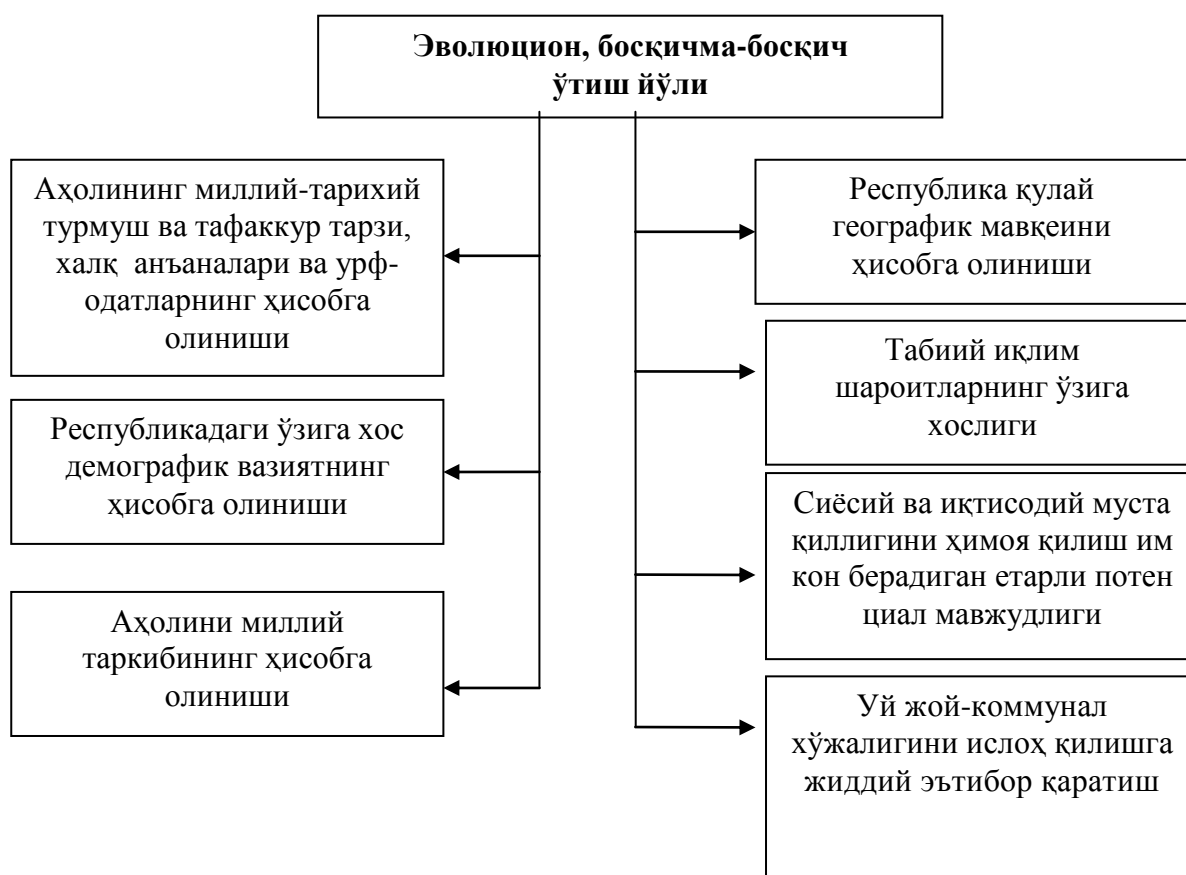 Эволюцион, босқичма-босқич
ўтиш йўли
Аҳолининг миллий-тарихий
турмуш ва тафаккур тарзи,
халқ анъаналари ва урф-
одатларнинг ҳисобга
олиниши
Республикадаги ўзига хос
демографик вазиятнинг
ҳисобга олиниши
Аҳолини миллий
таркибининг ҳисобга
олиниши
Республика қулай
географик мавқеини
ҳисобга олиниши
Табиий иқлим
шароитларнинг ўзига
хослиги
Сиёсий ва иқтисодий муста
қиллигини ҳимоя қилиш им
кон берадиган етарли потен
циал мавжудлиги
Уй жой-коммунал
хўжалигини ислоҳ қилишга
жиддий эътибор қаратиш